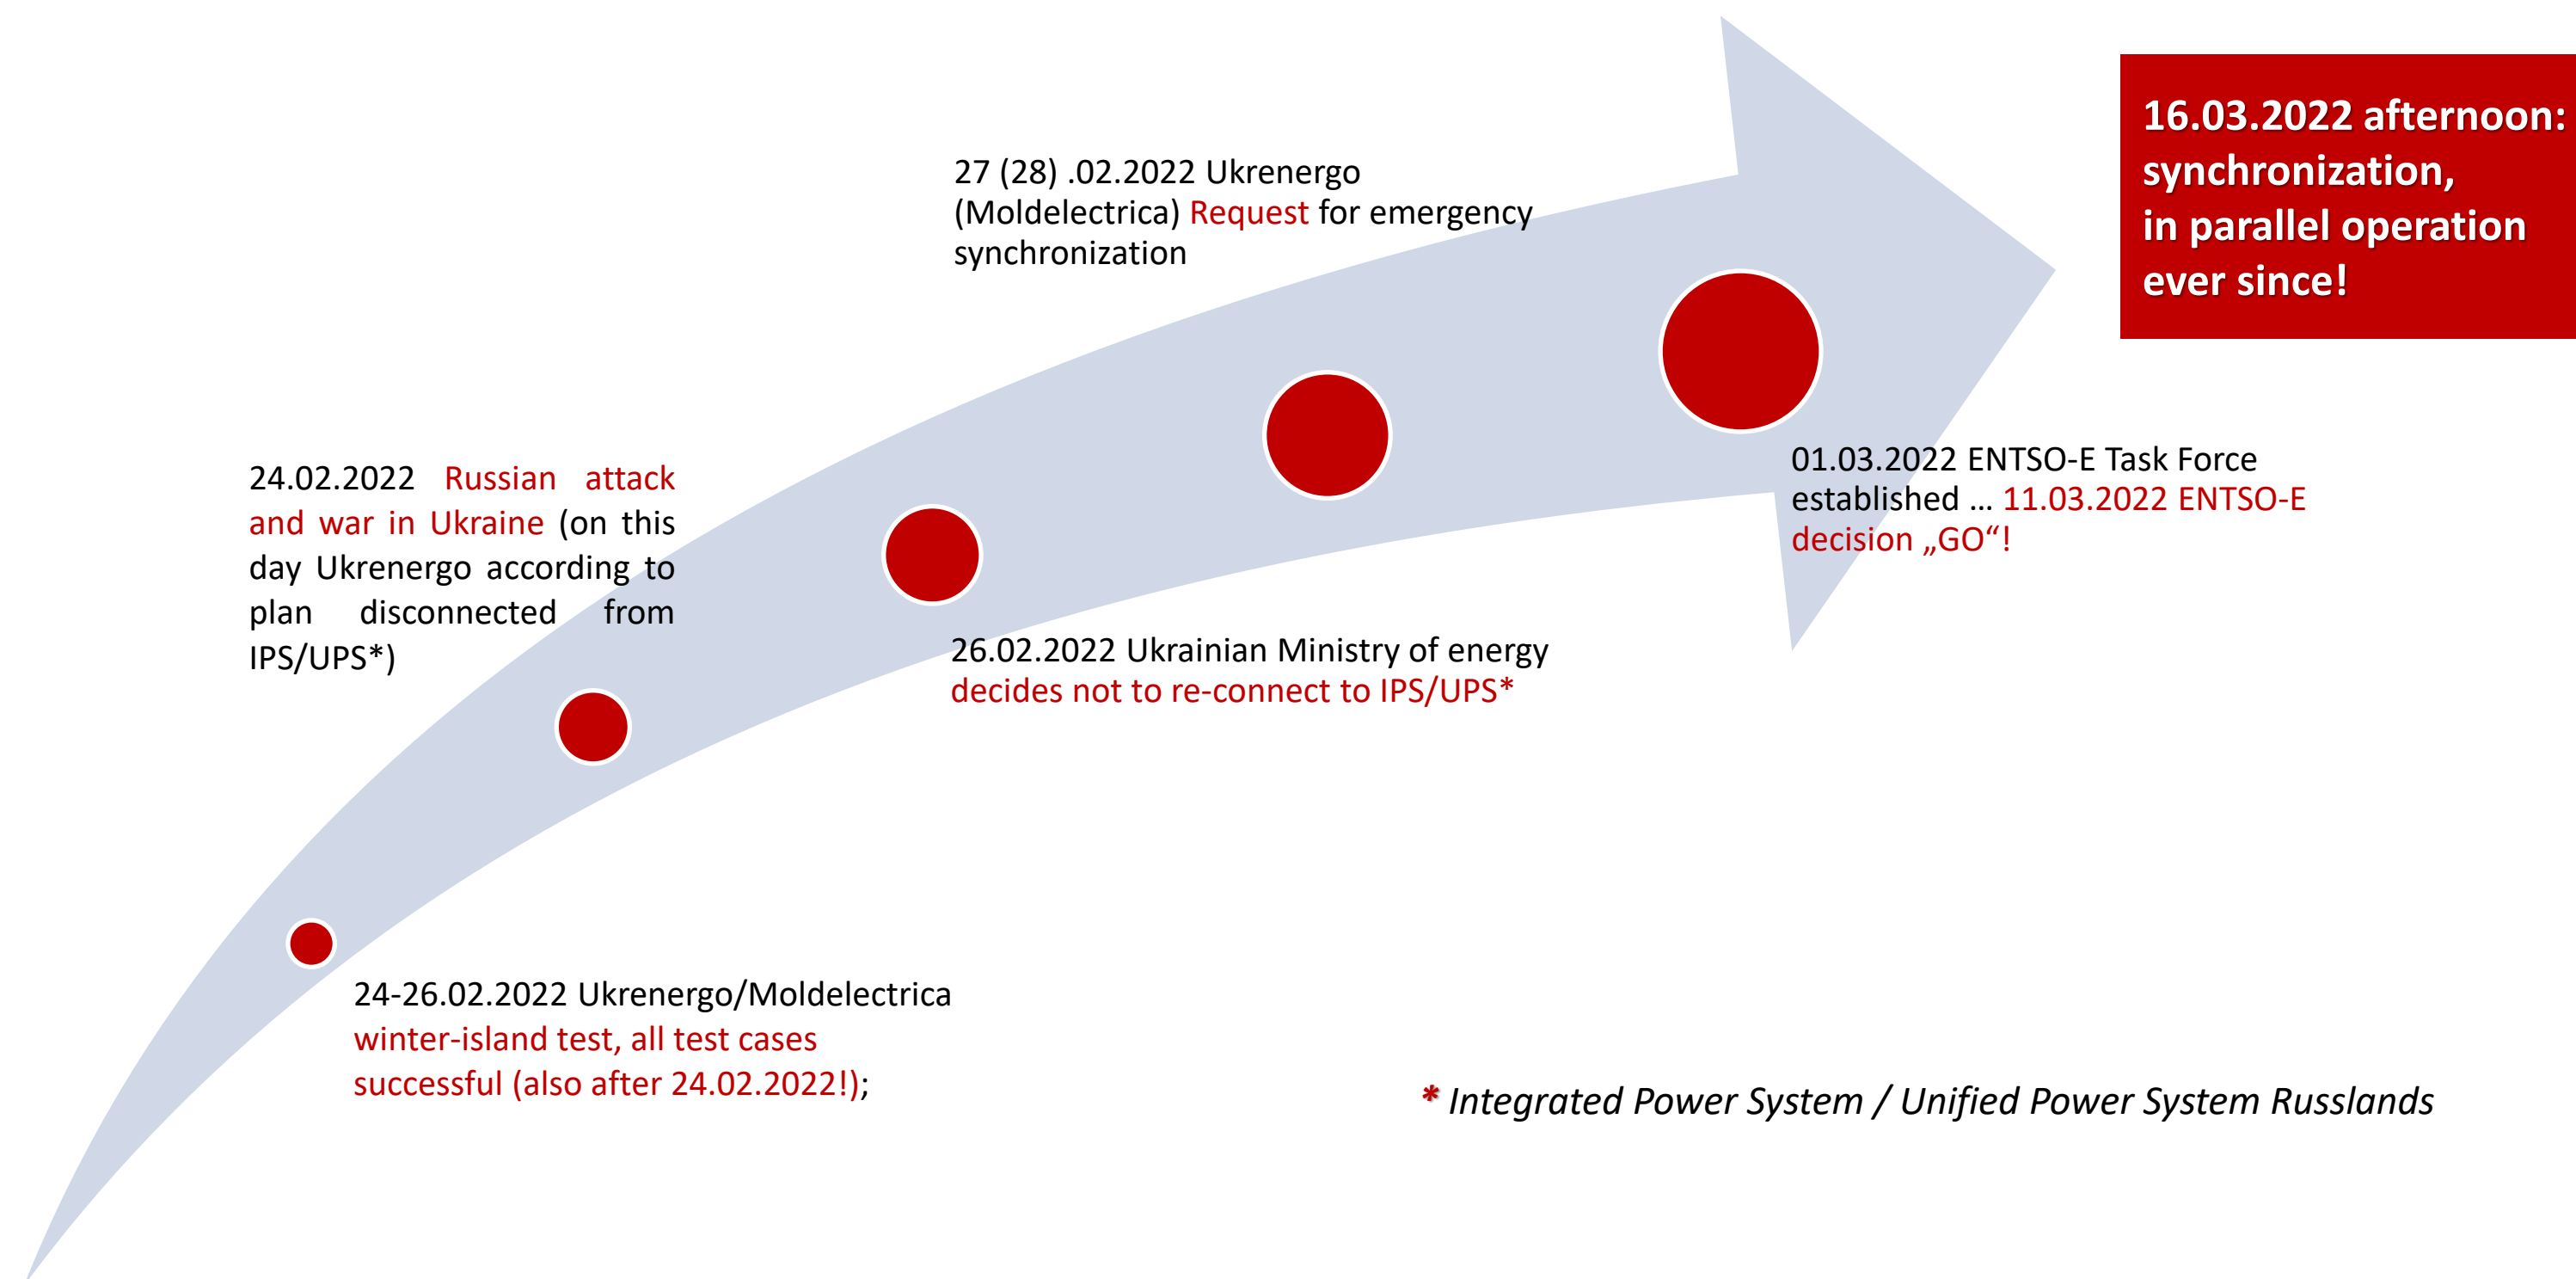 24-26.02.2022 Ukrenergo/Moldelectrica
winter-island test, all test cases
successful (also after 24.02.2022!);
24.02.2022 Russian attack
and war in Ukraine (on this
day Ukrenergo according to
plan disconnected from
IPS/UPS*)
26.02.2022 Ukrainian Ministry of energy
decides not to re-connect to IPS/UPS*
27 (28) .02.2022 Ukrenergo
(Moldelectrica) Request for emergency
synchronization
01.03.2022 ENTSO-E Task Force
established … 11.03.2022 ENTSO-E
decision „GO“!
16.03.2022 afternoon:
synchronization,
in parallel operation
ever since!
* Integrated Power System / Unified Power System Russlands